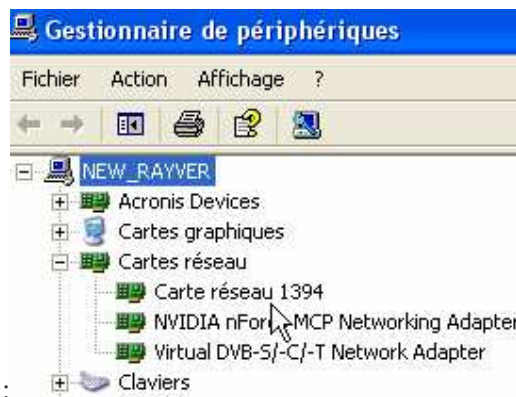 Gestionnaire de périphériques
Fichier Action Affichage ?
NEW_RAYVER
Acronis Devices
Cartes graphiques
Cartes réseau
Carte réseau 1394
NVIDIA nForce MCP Networking Adapter
Virtual DVB-S/-C/-T Network Adapter
: Claviers